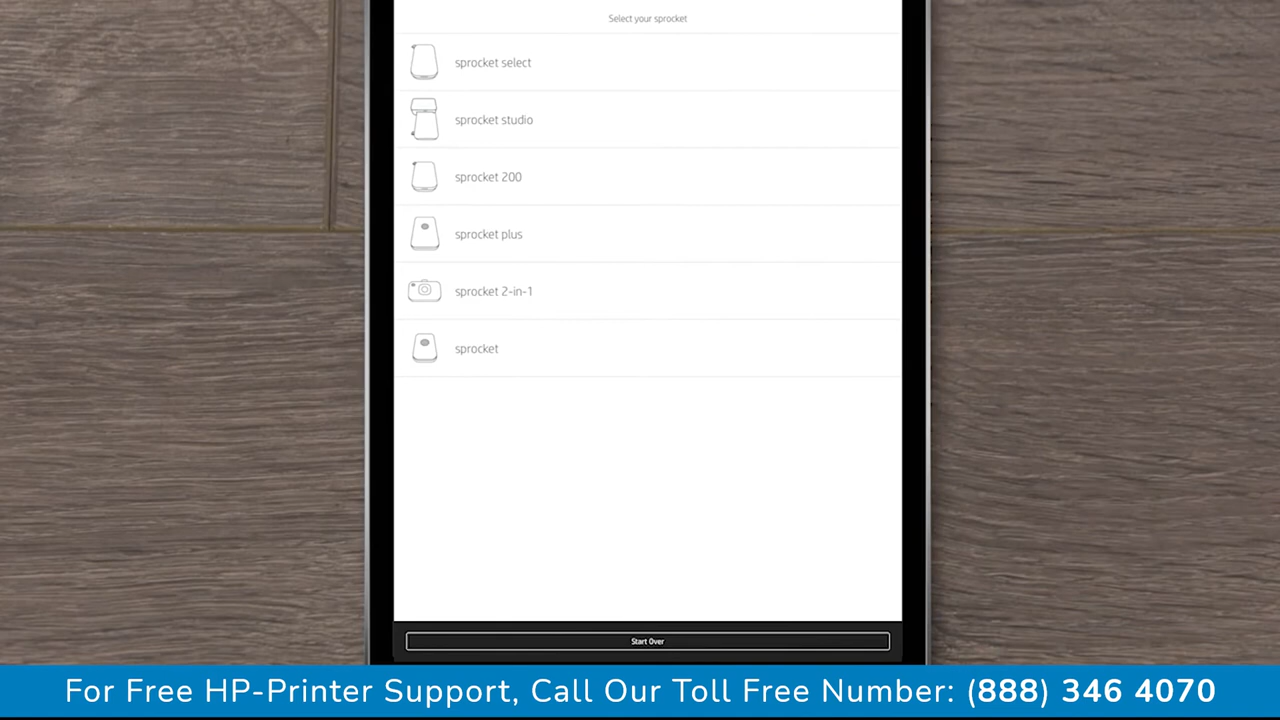 Select your sprocket
sprocket select
sprocket studio
sprocket 200
sprocket plus
sprocket 2-in-1
sprocket
Start Over
For Free HP-Printer Support, Call Our Toll Free Number: (888) 346 4070